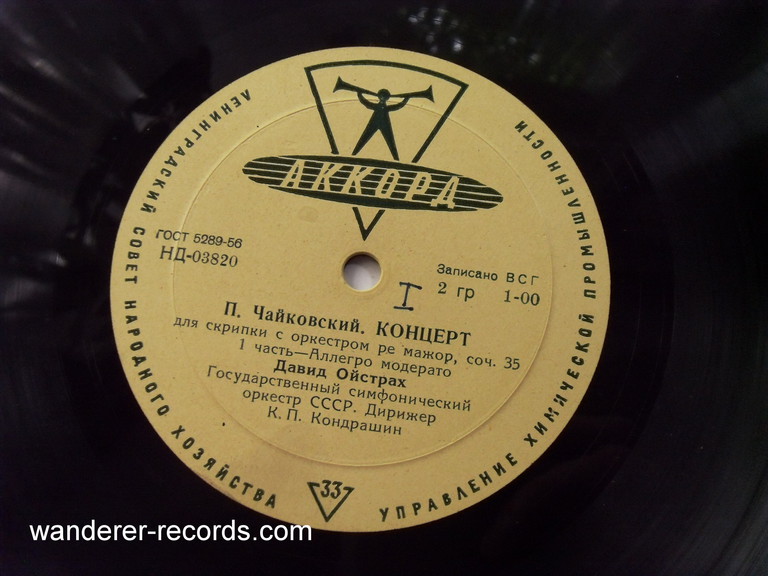 ЛЕНИНГРАДСКИЙ СОВЕТ НАРОДНОГО ХОЗЯЙСТВА
УПРАВЛЕНИЕ ХИМИЧЕСКОЙ ПРОМЫШЛЕННОСТИ
АККОРД
ГОСТ 5289-56
НД-03820
Записано ВСГ
I 2 гр 1-00
П. Чайковский. КОНЦЕРТ
для скрипки с оркестром ре мажор, соч. 35
1 часть—Аллегро модерато
Давид Ойстрах
Государственный симфонический
оркестр СССР. Дирижер
К. П. Кондрашин
33
wanderer-records.com